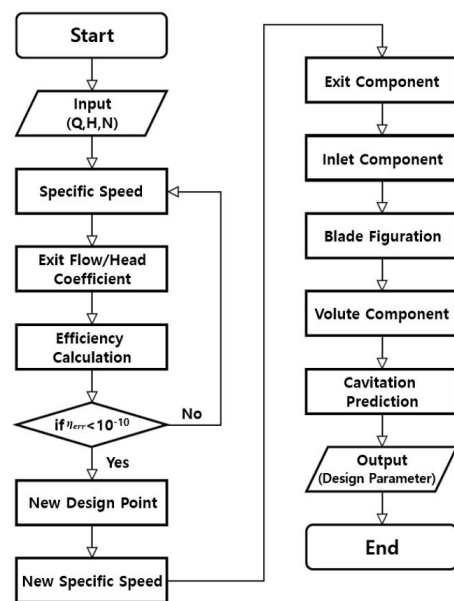 Start
Input
(Q,H,N)
Specific Speed
Exit Flow/Head
Coefficient
Efficiency
Calculation
if η_err<10⁻¹⁰
No
Yes
New Design Point
New Specific Speed
Exit Component
Inlet Component
Blade Figuration
Volute Component
Cavitation
Prediction
Output
(Design Parameter)
End